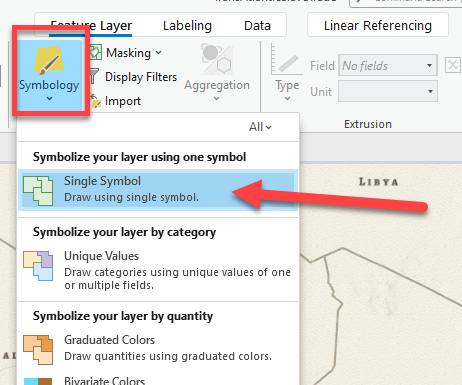 Feature Layer
Labeling
Data
Linear Referencing
Symbology
Masking
Display Filters
Import
Aggregation
Type
Field
No fields
Unit
Extrusion
All
Symbolize your layer using one symbol
Single Symbol
Draw using single symbol.
LIBYA
Symbolize your layer by category
Unique Values
Draw categories using unique values of one
or multiple fields.
Symbolize your layer by quantity
Graduated Colors
Draw quantities using graduated colors.
Bivariate Colors